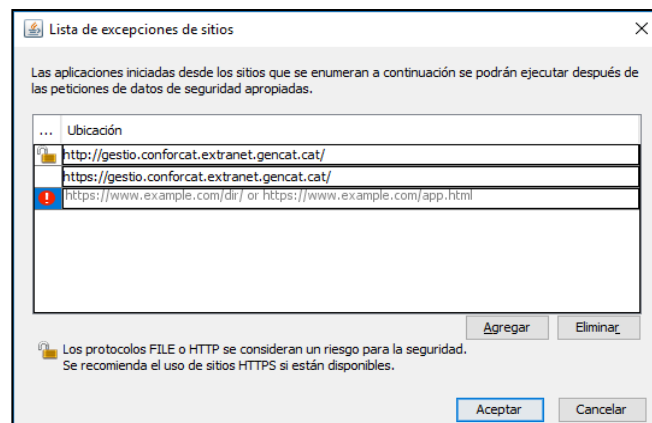 Lista de excepciones de sitios
Las aplicaciones iniciadas desde los sitios que se enumeran a continuación se podrán ejecutar después de
las peticiones de datos de seguridad apropiadas.
... Ubicación
http://gestio.conforcat.extranet.gencat.cat/
https://gestio.conforcat.extranet.gencat.cat/
https://www.example.com/dir/ or https://www.example.com/app.html
Agregar Eliminar
Los protocolos FILE o HTTP se consideran un riesgo para la seguridad.
Se recomienda el uso de sitios HTTPS si están disponibles.
Aceptar Cancelar